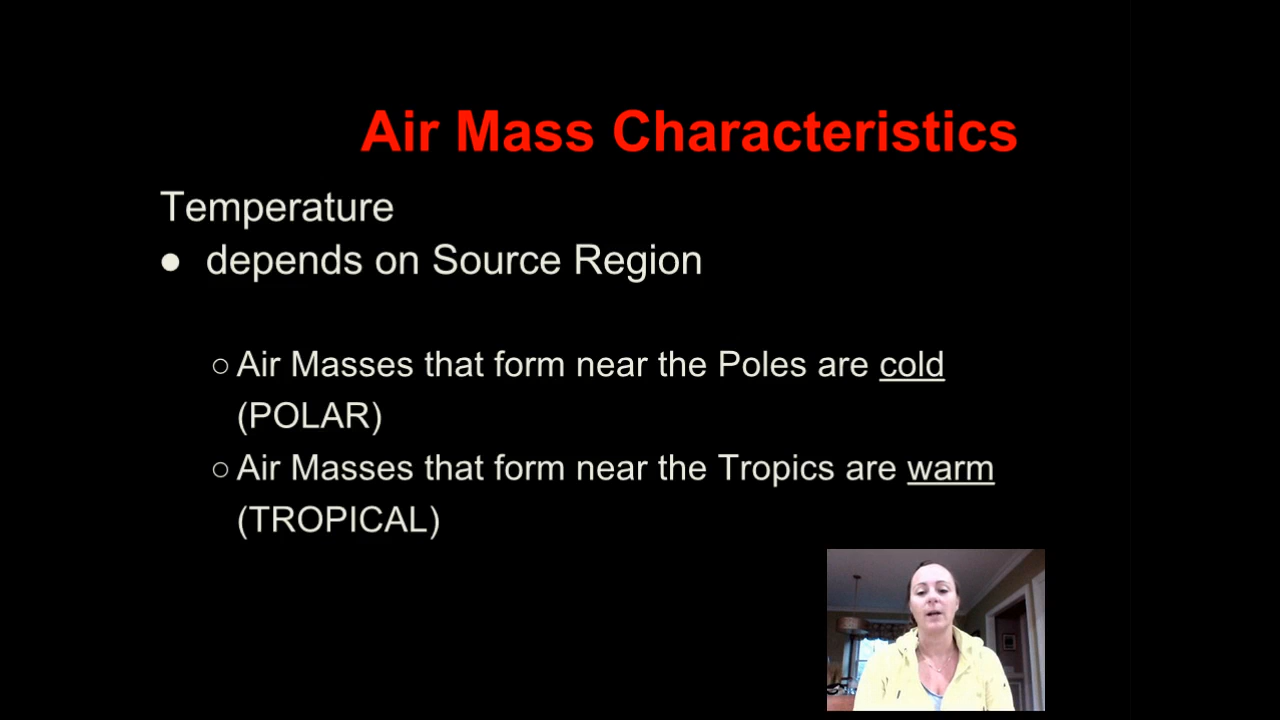 Air Mass Characteristics
Temperature
● depends on Source Region
○ Air Masses that form near the Poles are cold
(POLAR)
○ Air Masses that form near the Tropics are warm
(TROPICAL)